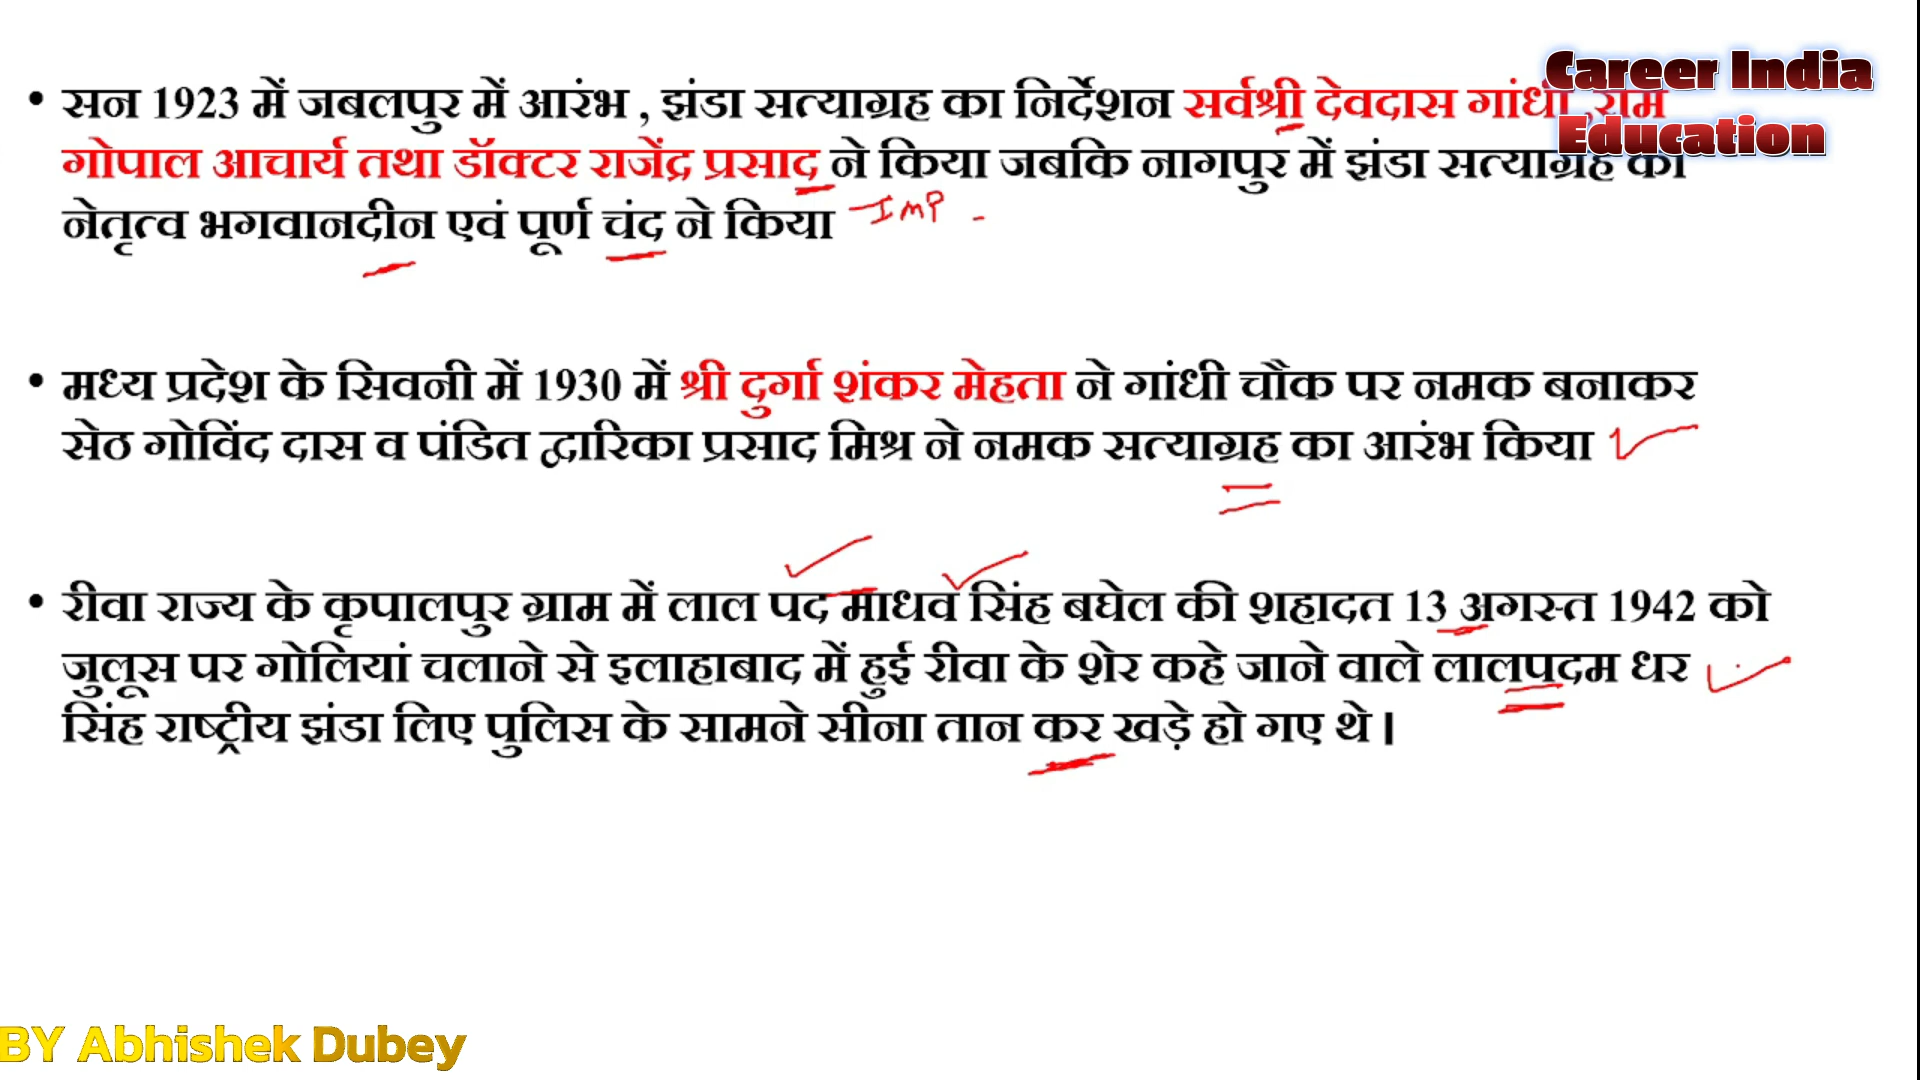 Career India
Education
• सन 1923 में जबलपुर में आरंभ , झंडा सत्याग्रह का निर्देशन सर्वश्री देवदास गांधी ,राम
गोपाल आचार्य तथा डॉक्टर राजेंद्र प्रसाद ने किया जबकि नागपुर में झंडा सत्याग्रह का
नेतृत्व भगवानदीन एवं पूर्ण चंद ने किया - IMP -
• मध्य प्रदेश के सिवनी में 1930 में श्री दुर्गा शंकर मेहता ने गांधी चौक पर नमक बनाकर
सेठ गोविंद दास व पंडित द्वारिका प्रसाद मिश्र ने नमक सत्याग्रह का आरंभ किया
• रीवा राज्य के कृपालपुर ग्राम में लाल पद माधव सिंह बघेल की शहादत 13 अगस्त 1942 को
जुलूस पर गोलियां चलाने से इलाहाबाद में हुई रीवा के शेर कहे जाने वाले लालपदम धर
सिंह राष्ट्रीय झंडा लिए पुलिस के सामने सीना तान कर खड़े हो गए थे ।
BY Abhishek Dubey